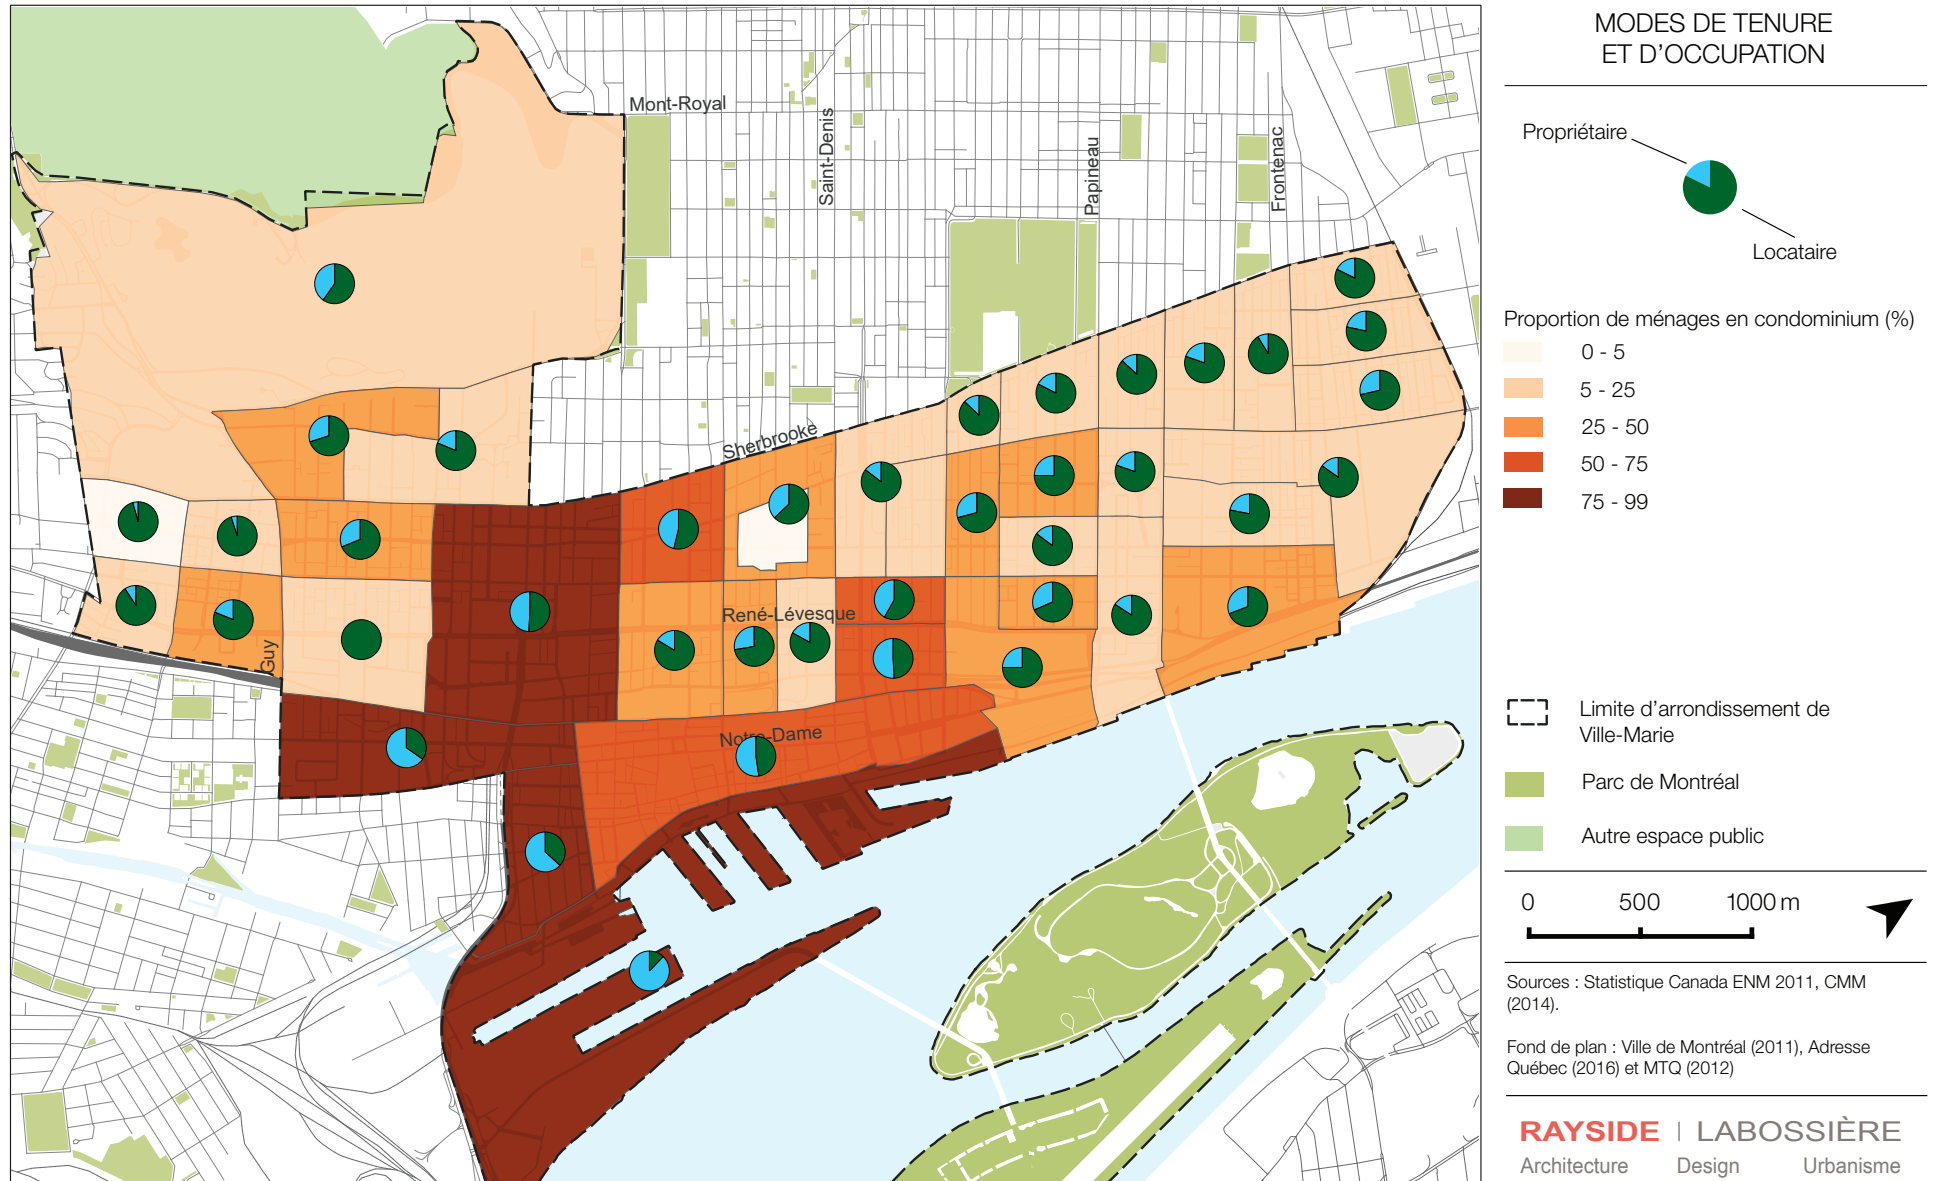 MODES DE TENURE
ET D'OCCUPATION
Propriétaire
Locataire
Proportion de ménages en condominium (%)
0 - 5
5 - 25
25 - 50
50 - 75
75 - 99
Limite d'arrondissement de
Ville-Marie
Parc de Montréal
Autre espace public
0 500 1000 m
Sources : Statistique Canada ENM 2011, CMM
(2014).
Fond de plan : Ville de Montréal (2011), Adresse
Québec (2016) et MTQ (2012)
RAYSIDE | LABOSSIÈRE
Architecture Design Urbanisme
Mont-Royal
Saint-Denis
Papineau
Frontenac
Sherbrooke
René-Lévesque
Guy
Notre-Dame